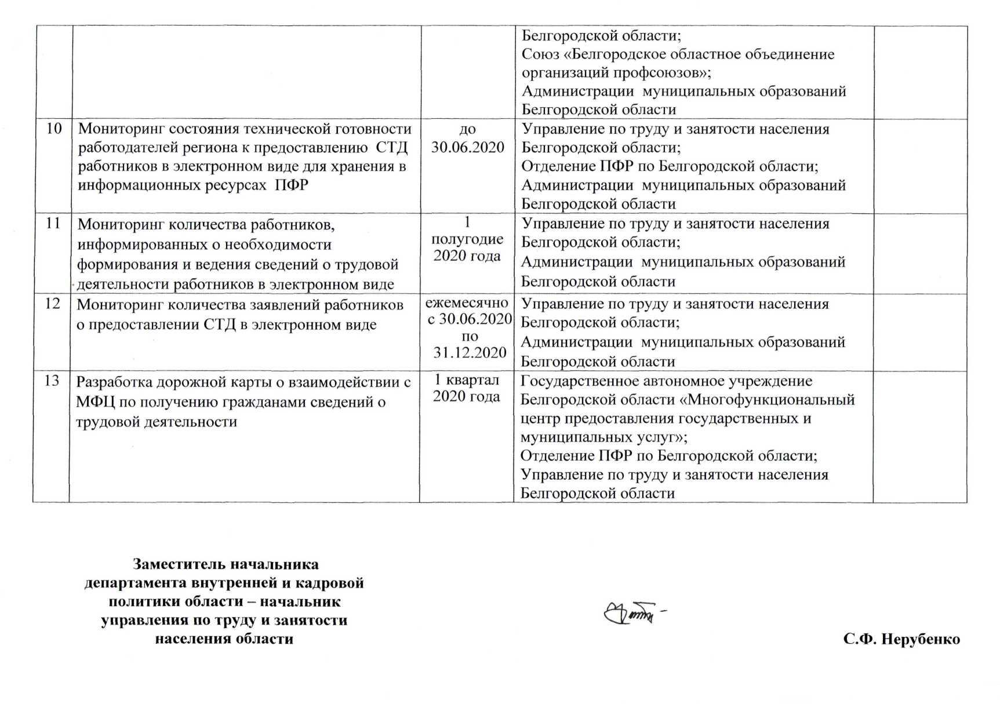 Белгородской области;
Союз «Белгородское областное объединение
организаций профсоюзов»;
Администрации муниципальных образований
Белгородской области
10
Мониторинг состояния технической готовности
работодателей региона к предоставлению СТД
работников в электронном виде для хранения в
информационных ресурсах ПФР
до
30.06.2020
Управление по труду и занятости населения
Белгородской области;
Отделение ПФР по Белгородской области;
Администрации муниципальных образований
Белгородской области
11
Мониторинг количества работников,
информированных о необходимости
формирования и ведения сведений о трудовой
деятельности работников в электронном виде
1
полугодие
2020 года
Управление по труду и занятости населения
Белгородской области;
Администрации муниципальных образований
Белгородской области
12
Мониторинг количества заявлений работников
о предоставлении СТД в электронном виде
ежемесячно
с 30.06.2020
по
31.12.2020
Управление по труду и занятости населения
Белгородской области;
Администрации муниципальных образований
Белгородской области
13
Разработка дорожной карты о взаимодействии с
МФЦ по получению гражданами сведений о
трудовой деятельности
1 квартал
2020 года
Государственное автономное учреждение
Белгородской области «Многофункциональный
центр предоставления государственных и
муниципальных услуг»;
Отделение ПФР по Белгородской области;
Управление по труду и занятости населения
Белгородской области
Заместитель начальника
департамента внутренней и кадровой
политики области – начальник
управления по труду и занятости
населения области
С.Ф. Нерубенко